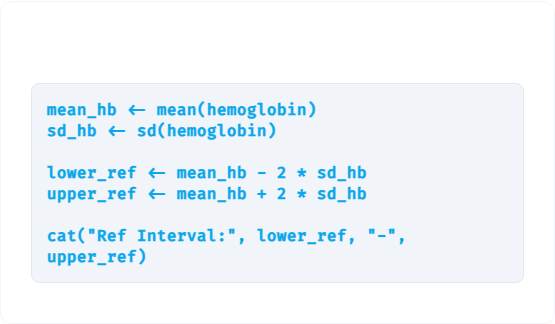 mean_hb <- mean(hemoglobin)
sd_hb <- sd(hemoglobin)
lower_ref <- mean_hb - 2 * sd_hb
upper_ref <- mean_hb + 2 * sd_hb
cat("Ref Interval:", lower_ref, "-",
upper_ref)